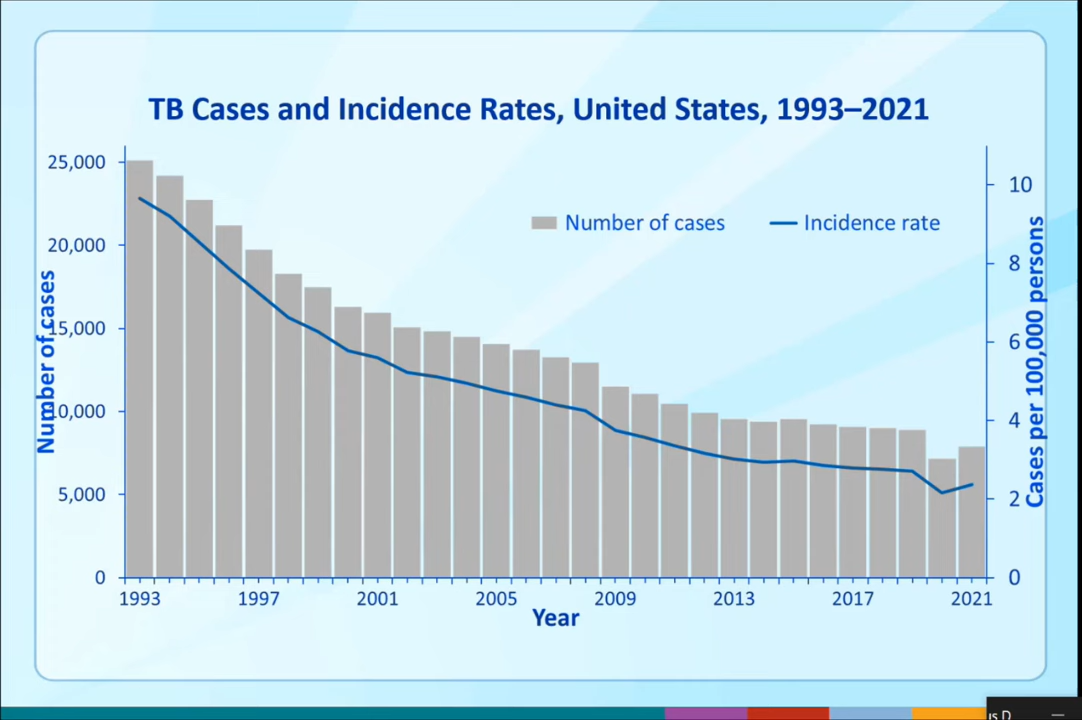 TB Cases and Incidence Rates, United States, 1993–2021
25,000
20,000
15,000
10,000
5,000
0
Number of cases
Number of cases
Incidence rate
10
8
6
4
2
0
Cases per 100,000 persons
1993
1997
2001
2005
2009
2013
2017
2021
Year
us D